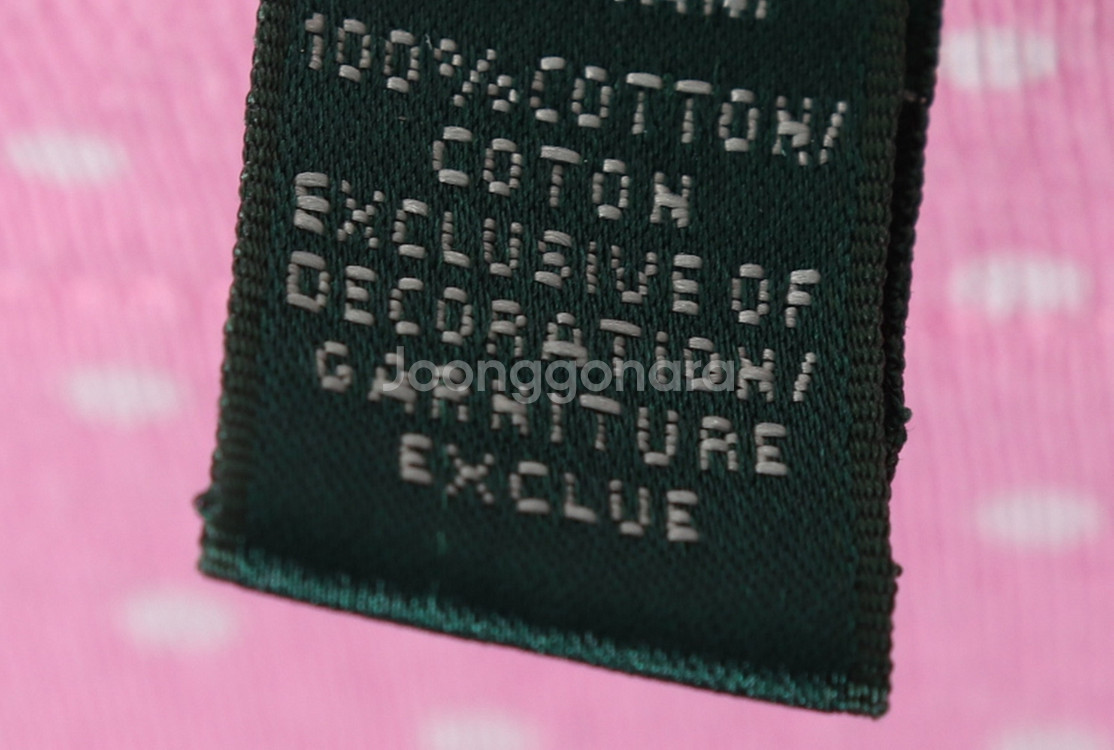 100%COTTON/
COTON
EXCLUSIVE OF
DECORATION/
GARNITURE
EXCLUE
Joonggonara